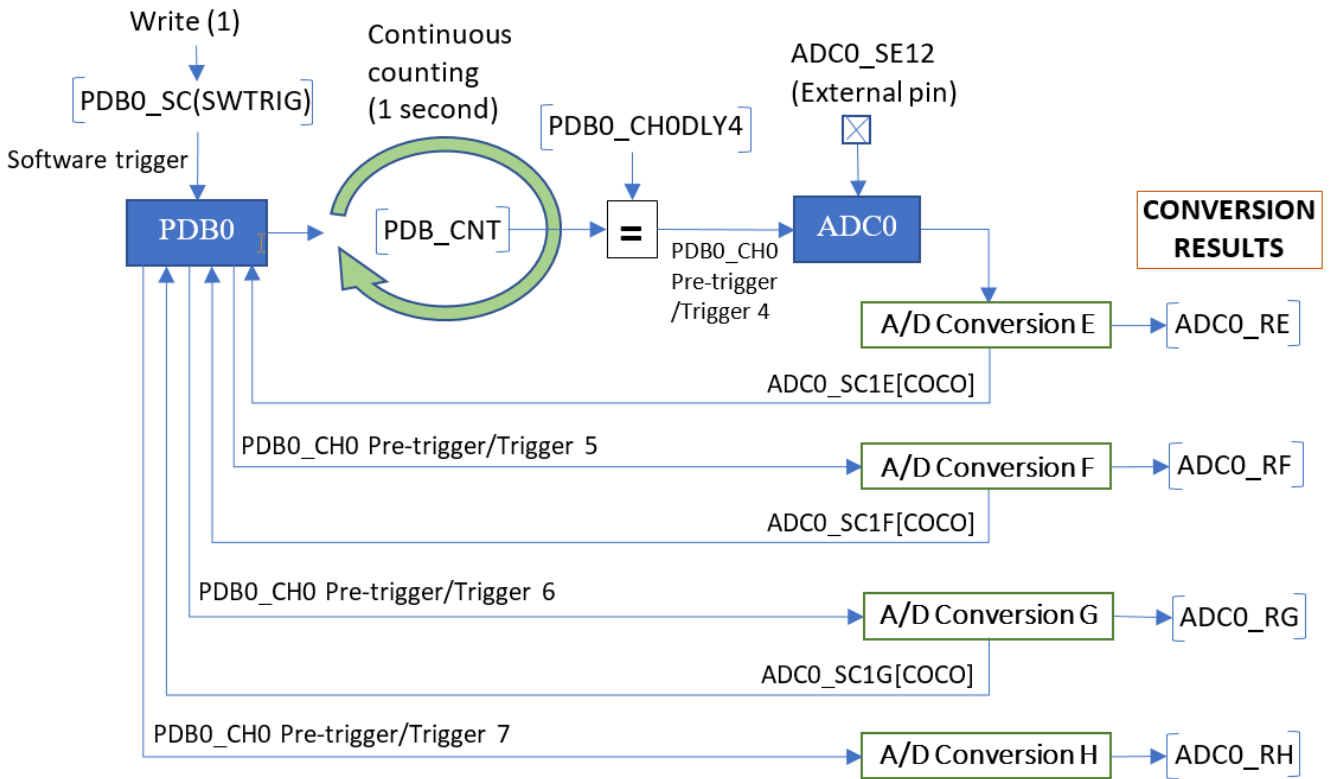 Write (1)
[PDB0_SC(SWTRIG)]
Software trigger
PDB0
Continuous
counting
(1 second)
[PDB_CNT]
[PDB0_CH0DLY4]
=
PDB0_CH0
Pre-trigger
/Trigger 4
ADC0_SE12
(External pin)
ADC0
CONVERSION
RESULTS
A/D Conversion E
[ADC0_RE]
ADC0_SC1E[COCO]
PDB0_CH0 Pre-trigger/Trigger 5
A/D Conversion F
[ADC0_RF]
ADC0_SC1F[COCO]
PDB0_CH0 Pre-trigger/Trigger 6
A/D Conversion G
[ADC0_RG]
ADC0_SC1G[COCO]
PDB0_CH0 Pre-trigger/Trigger 7
A/D Conversion H
[ADC0_RH]